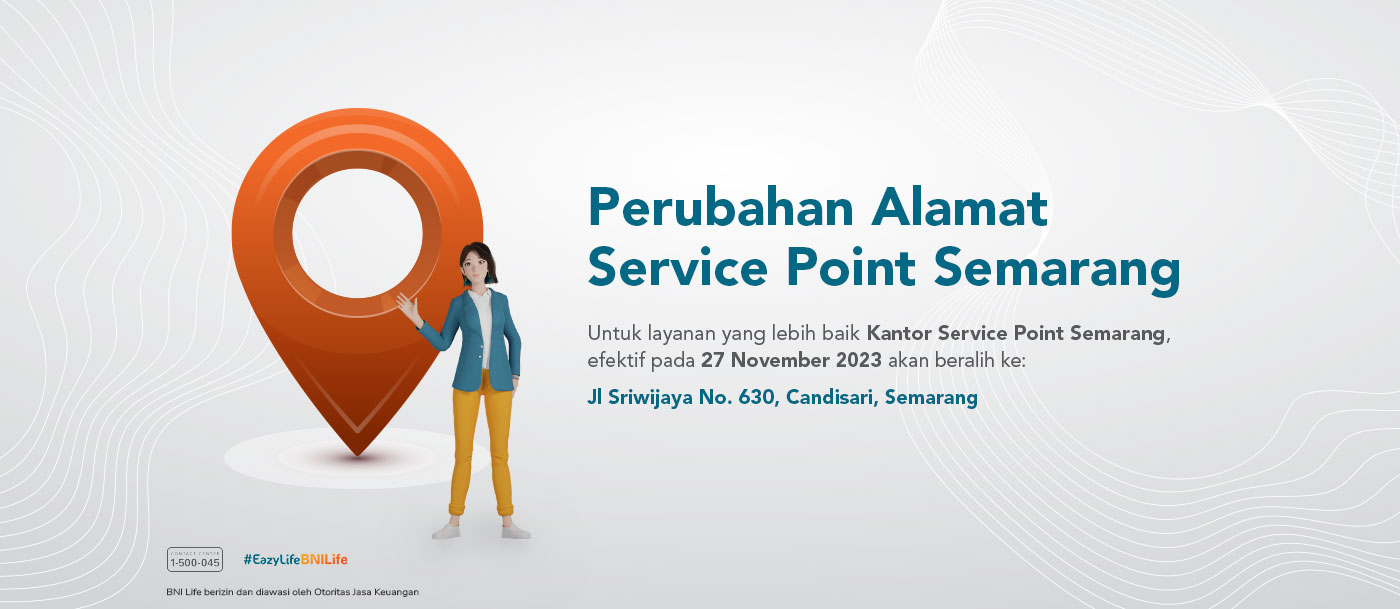 Perubahan Alamat
Service Point Semarang
Untuk layanan yang lebih baik Kantor Service Point Semarang,
efektif pada 27 November 2023 akan beralih ke:
Jl Sriwijaya No. 630, Candisari, Semarang
CONTACT CENTER
1-500-045
#EazyLifeBNILife
BNI Life berizin dan diawasi oleh Otoritas Jasa Keuangan